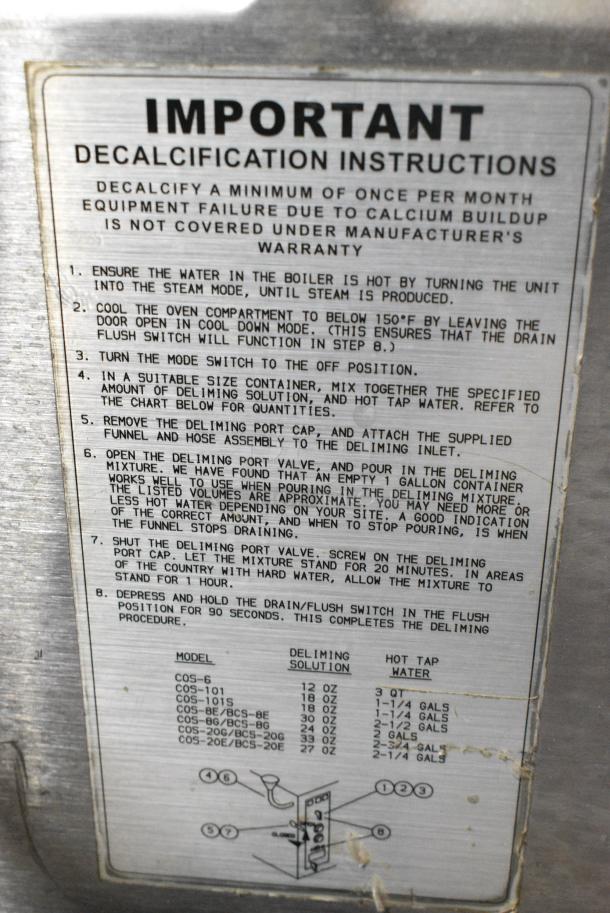 IMPORTANT
DECALCIFICATION INSTRUCTIONS
DECALCIFY A MINIMUM OF ONCE PER MONTH
EQUIPMENT FAILURE DUE TO CALCIUM BUILDUP
IS NOT COVERED UNDER MANUFACTURER'S
WARRANTY
1. ENSURE THE WATER IN THE BOILER IS HOT BY TURNING THE UNIT
INTO THE STEAM MODE, UNTIL STEAM IS PRODUCED.
2. COOL THE OVEN COMPARTMENT TO BELOW 150°F BY LEAVING THE
DOOR OPEN IN COOL DOWN MODE. (THIS ENSURES THAT THE DRAIN
FLUSH SWITCH WILL FUNCTION IN STEP 8.)
3. TURN THE MODE SWITCH TO THE OFF POSITION.
4. IN A SUITABLE SIZE CONTAINER, MIX TOGETHER THE SPECIFIED
AMOUNT OF DELIMING SOLUTION, AND HOT TAP WATER. REFER TO
THE CHART BELOW FOR QUANTITIES.
5. REMOVE THE DELIMING PORT CAP, AND ATTACH THE SUPPLIED
FUNNEL AND HOSE ASSEMBLY TO THE DELIMING INLET.
6. OPEN THE DELIMING PORT VALVE, AND POUR IN THE DELIMING
MIXTURE. WE HAVE FOUND THAT AN EMPTY 1 GALLON CONTAINER
WORKS WELL TO USE WHEN POURING IN THE DELIMING MIXTURE.
THE LISTED VOLUMES ARE APPROXIMATE. YOU MAY NEED MORE OR
LESS HOT WATER DEPENDING ON YOUR SITE. A GOOD INDICATION
OF THE CORRECT AMOUNT, AND WHEN TO STOP POURING, IS WHEN
THE FUNNEL STOPS DRAINING.
7. SHUT THE DELIMING PORT VALVE. SCREW ON THE DELIMING
PORT CAP. LET THE MIXTURE STAND FOR 20 MINUTES. IN AREAS
OF THE COUNTRY WITH HARD WATER, ALLOW THE MIXTURE TO
STAND FOR 1 HOUR.
8. DEPRESS AND HOLD THE DRAIN/FLUSH SWITCH IN THE FLUSH
POSITION FOR 90 SECONDS. THIS COMPLETES THE DELIMING
PROCEDURE.
MODEL DELIMING SOLUTION HOT TAP WATER
COS-6 12 OZ 3 QT
COS-101 18 OZ 1-1/4 GALS
COS-101S 18 OZ 1-1/4 GALS
COS-8E/BCS-8E 30 OZ 2-1/2 GALS
COS-8G/BCS-8G 24 OZ 2 GALS
COS-20G/BCS-20G 33 OZ 2-3/4 GALS
COS-20E/BCS-20E 27 OZ 2-1/4 GALS
4 6
1 2 3
5 7
8